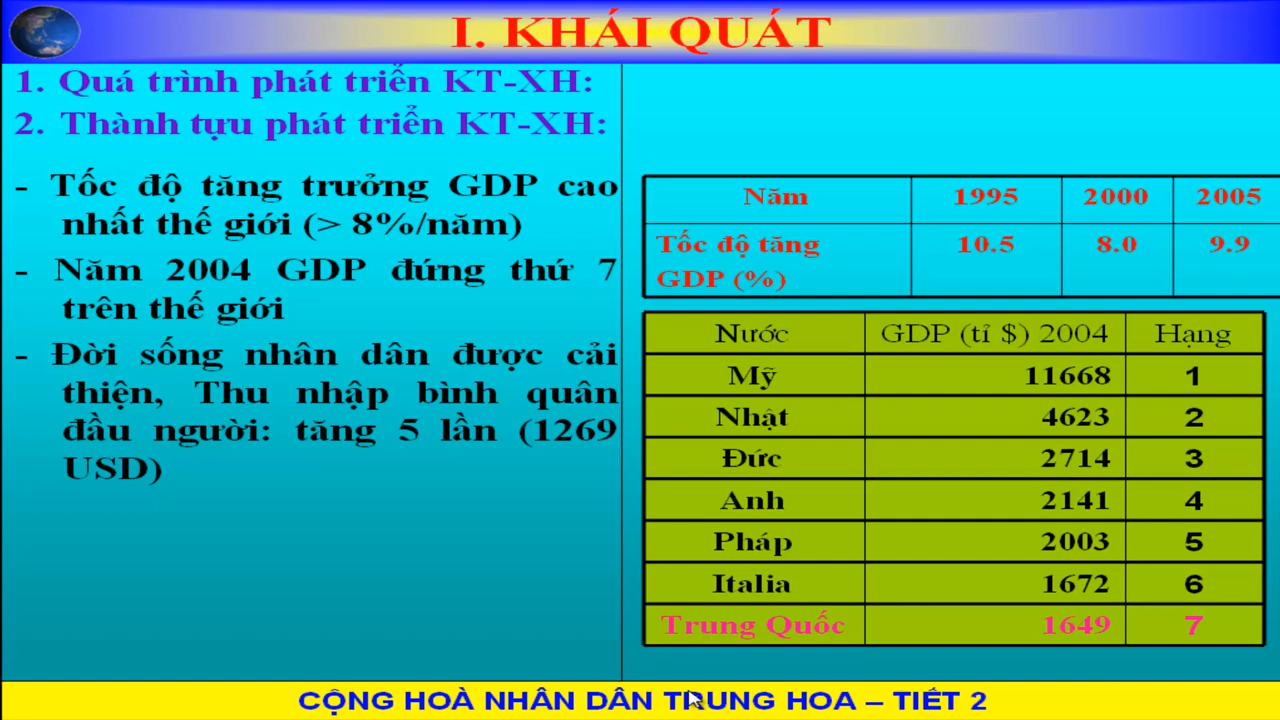 I. KHÁI QUÁT
1. Quá trình phát triển KT-XH:
2. Thành tựu phát triển KT-XH:
- Tốc độ tăng trưởng GDP cao
nhất thế giới (> 8%/năm)
- Năm 2004 GDP đứng thứ 7
trên thế giới
- Đời sống nhân dân được cải
thiện, Thu nhập bình quân
đầu người: tăng 5 lần (1269
USD)
Năm 1995 2000 2005
Tốc độ tăng 10.5 8.0 9.9
GDP (%)
Nước GDP (tỉ $) 2004 Hạng
Mỹ 11668 1
Nhật 4623 2
Đức 2714 3
Anh 2141 4
Pháp 2003 5
Italia 1672 6
Trung Quốc 1649 7
CỘNG HOÀ NHÂN DÂN TRUNG HOA – TIẾT 2